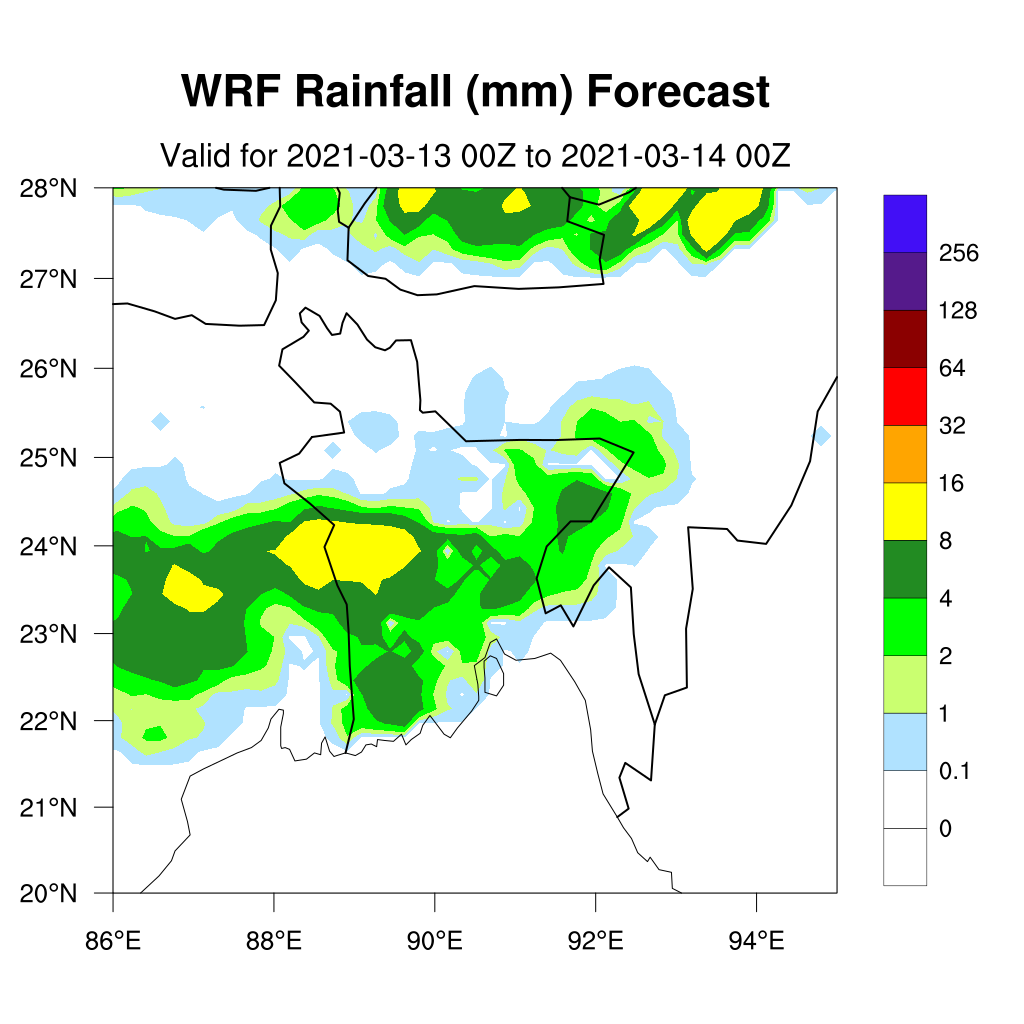 WRF Rainfall (mm) Forecast
Valid for 2021-03-13 00Z to 2021-03-14 00Z
28°N
27°N
26°N
25°N
24°N
23°N
22°N
21°N
20°N
86°E 88°E 90°E 92°E 94°E
256
128
64
32
16
8
4
2
1
0.1
0